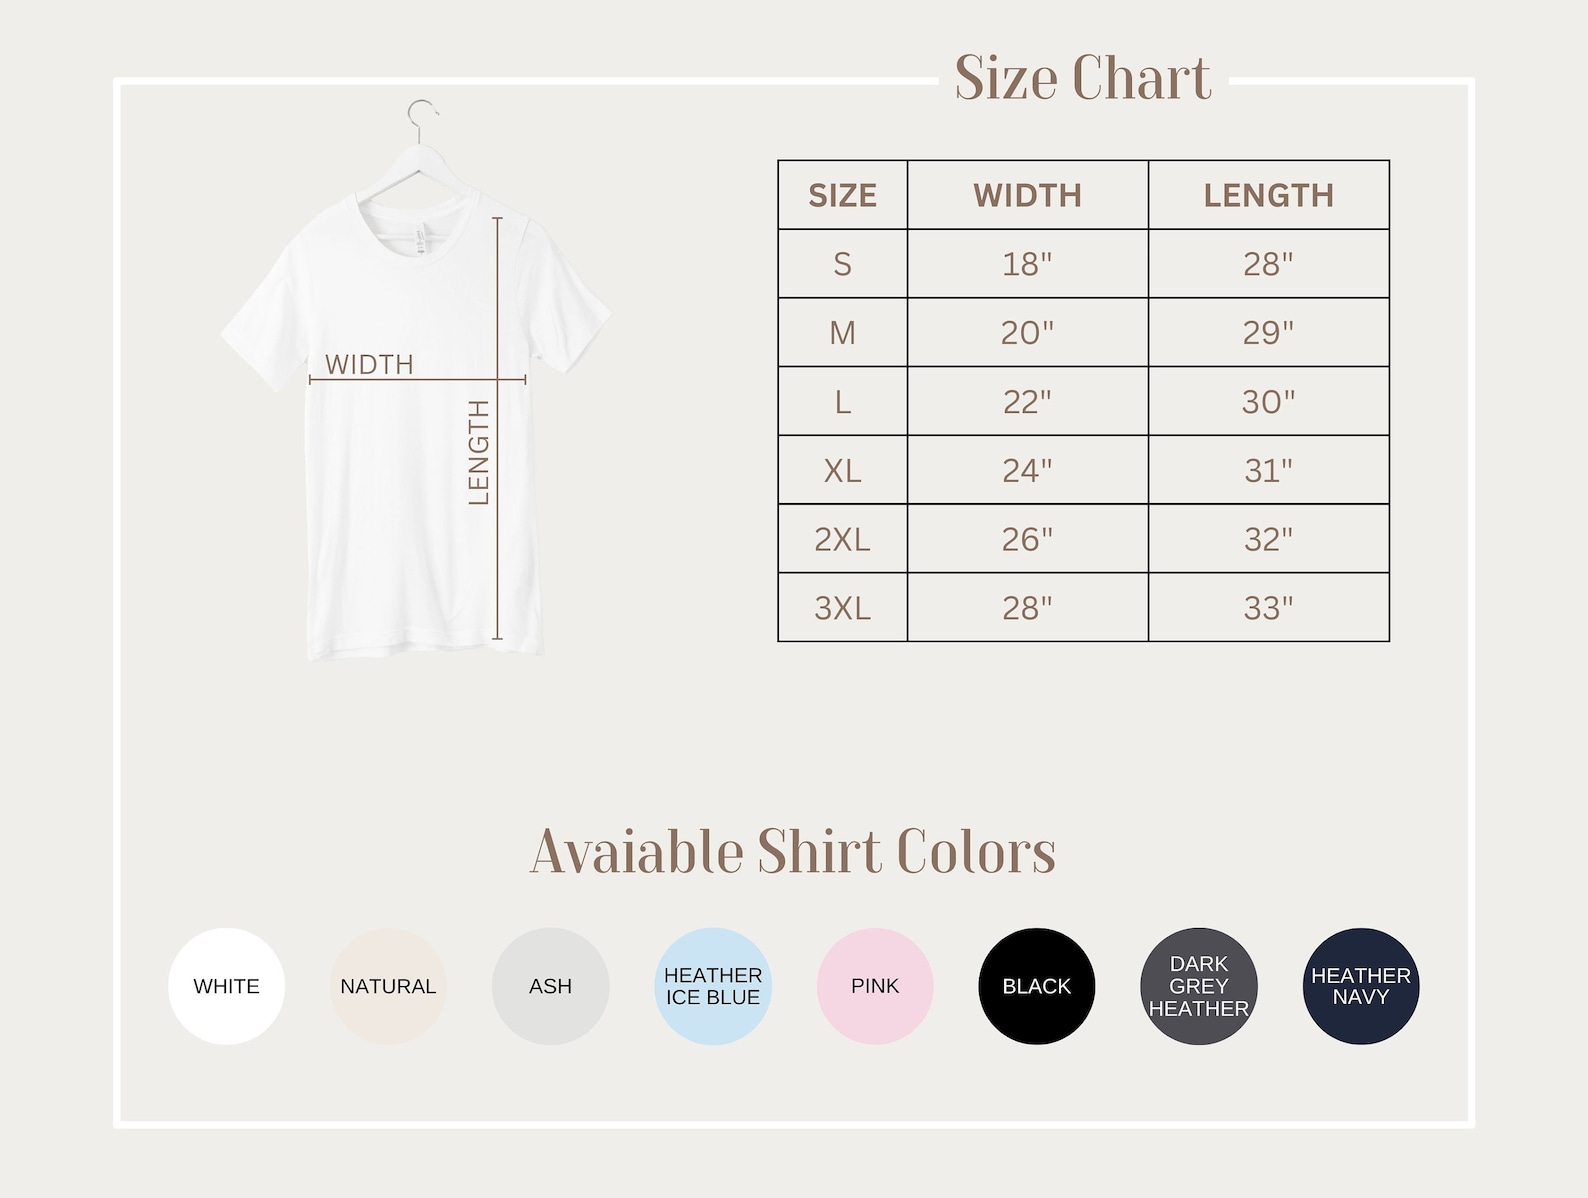 Size Chart
SIZE WIDTH LENGTH
S 18" 28"
M 20" 29"
L 22" 30"
XL 24" 31"
2XL 26" 32"
3XL 28" 33"
WIDTH
LENGTH
Avaiable Shirt Colors
WHITE
NATURAL
ASH
HEATHER
ICE BLUE
PINK
BLACK
DARK
GREY
HEATHER
HEATHER
NAVY